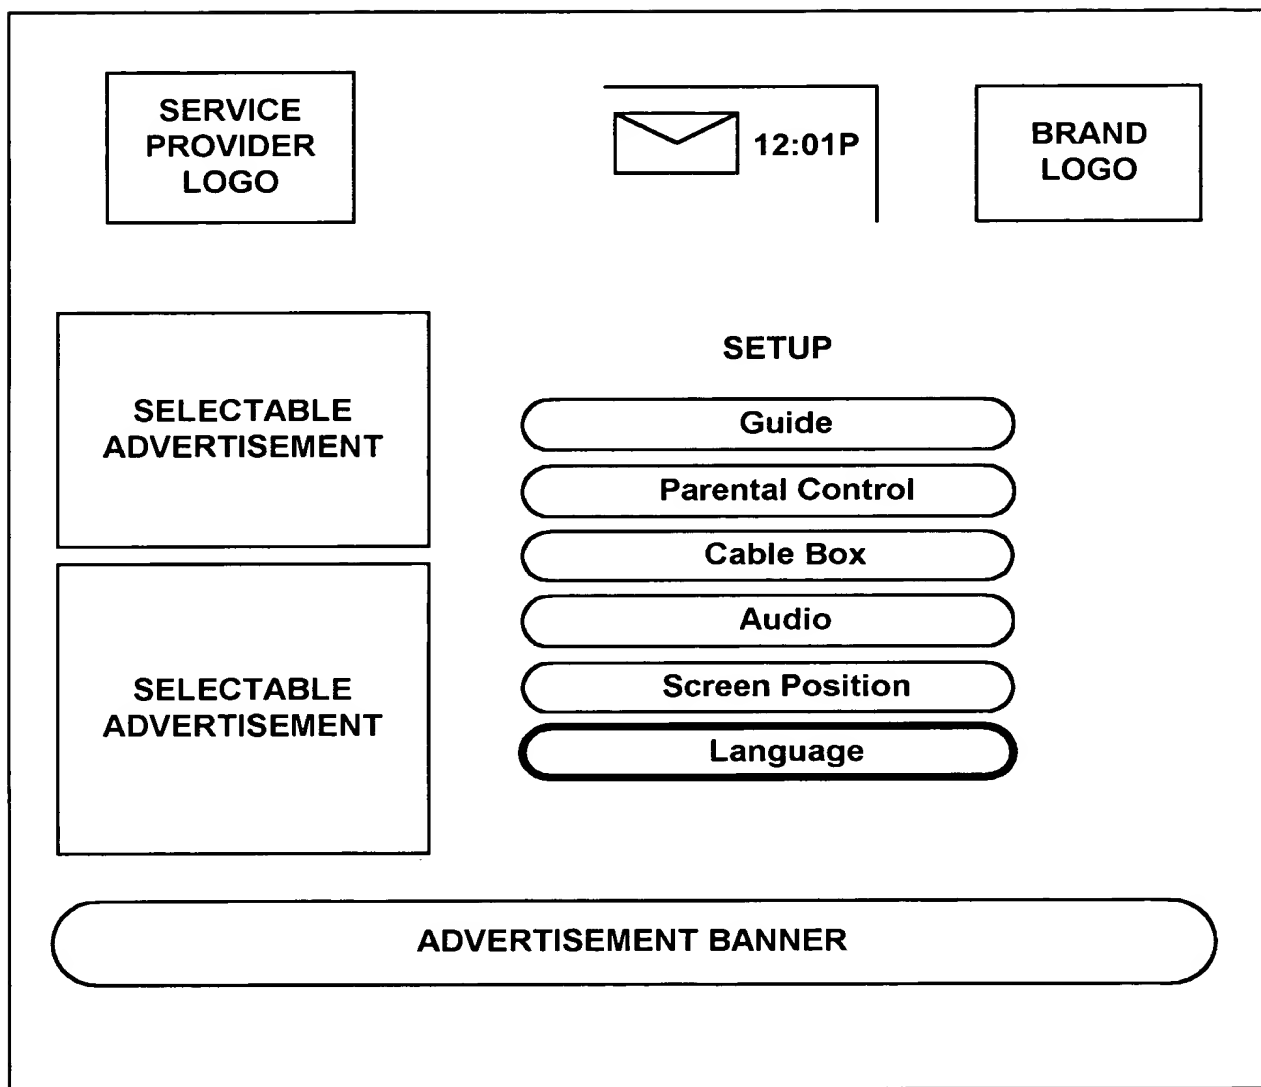 SERVICE
PROVIDER
LOGO
12:01P
BRAND
LOGO
SELECTABLE
ADVERTISEMENT
SELECTABLE
ADVERTISEMENT
SETUP
Guide
Parental Control
Cable Box
Audio
Screen Position
Language
ADVERTISEMENT BANNER